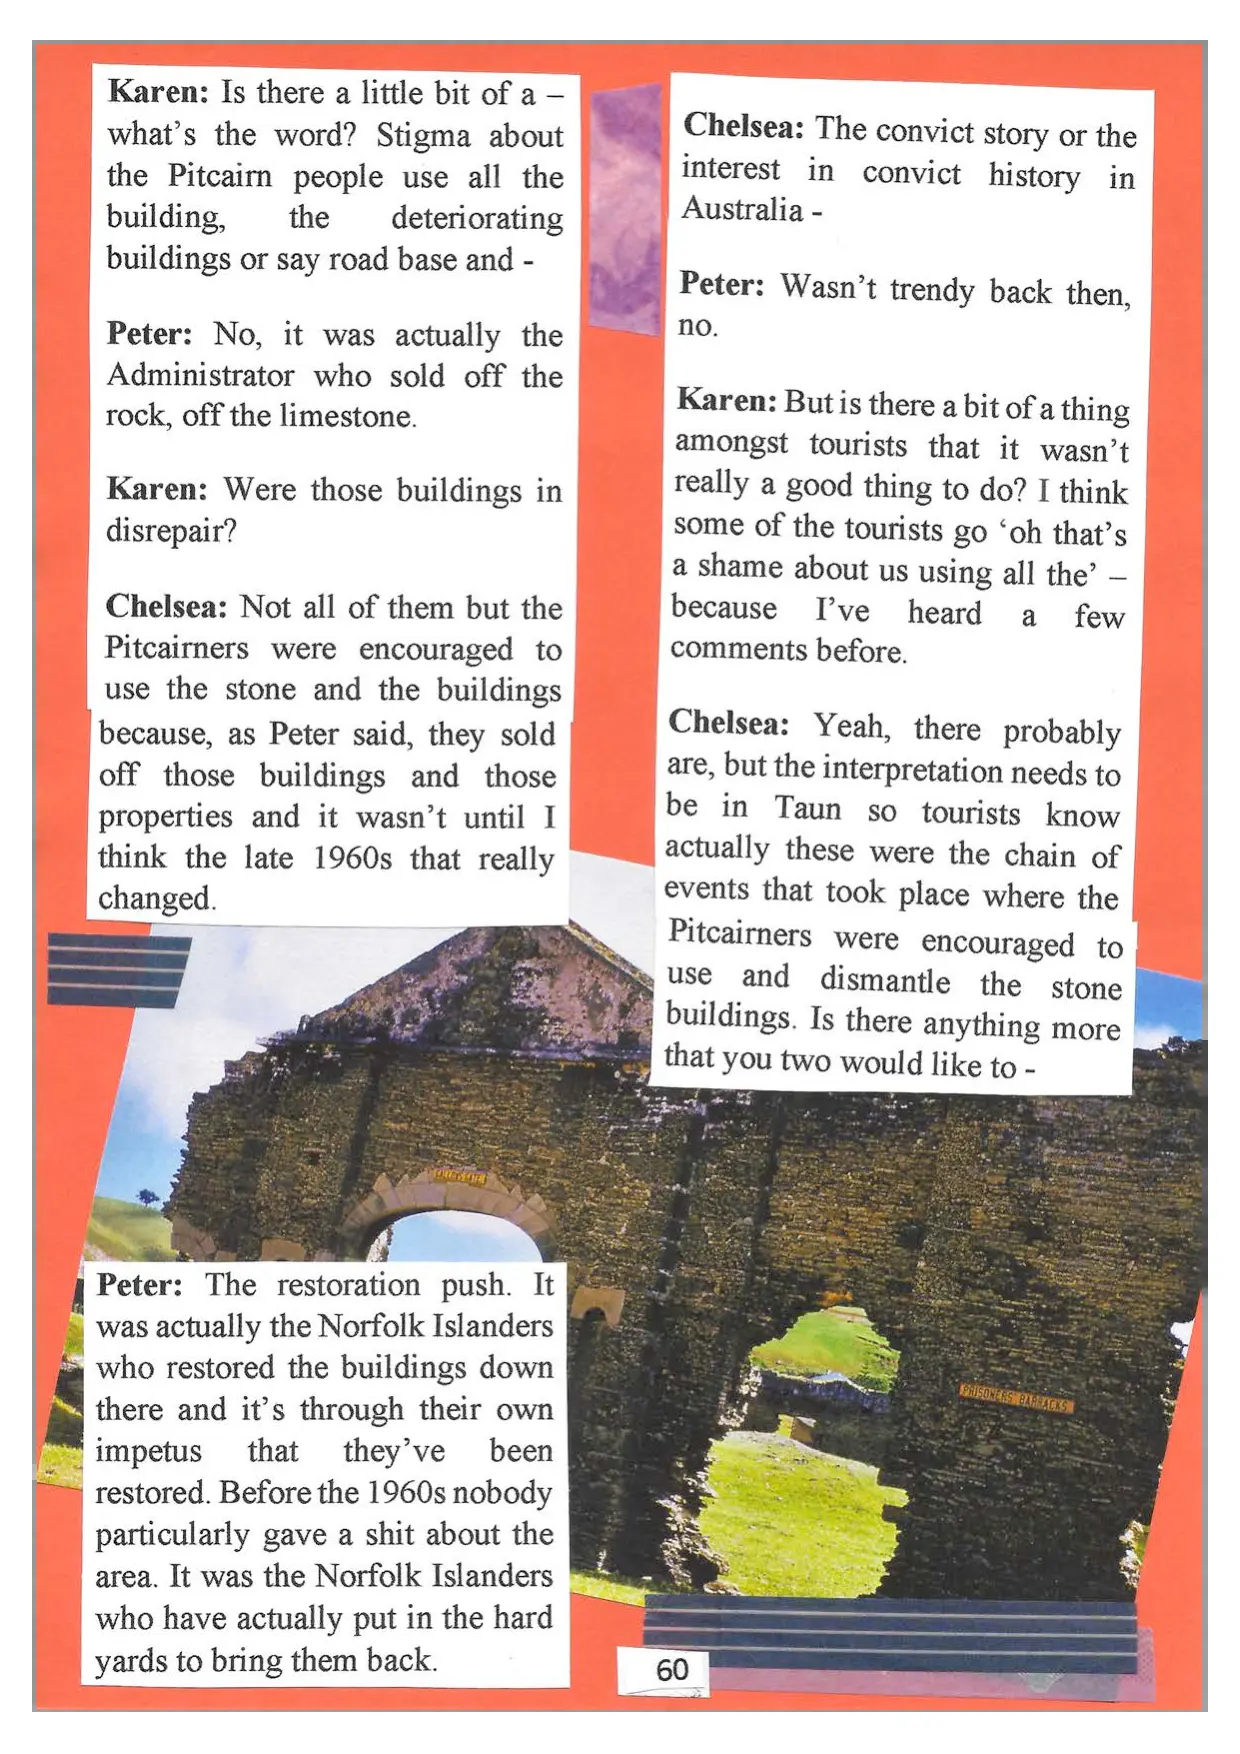 Karen: Is there a little bit of a –
what's the word? Stigma about
the Pitcairn people use all the
building, the deteriorating
buildings or say road base and -
Peter: No, it was actually the
Administrator who sold off the
rock, off the limestone.
Karen: Were those buildings in
disrepair?
Chelsea: Not all of them but the
Pitcairners were encouraged to
use the stone and the buildings
because, as Peter said, they sold
off those buildings and those
properties and it wasn't until I
think the late 1960s that really
changed.
Peter: The restoration push. It
was actually the Norfolk Islanders
who restored the buildings down
there and it's through their own
impetus that they've been
restored. Before the 1960s nobody
particularly gave a shit about the
area. It was the Norfolk Islanders
who have actually put in the hard
yards to bring them back.
Chelsea: The convict story or the
interest in convict history in
Australia -
Peter: Wasn't trendy back then,
no.
Karen: But is there a bit of a thing
amongst tourists that it wasn't
really a good thing to do? I think
some of the tourists go 'oh that's
a shame about us using all the' –
because I've heard a few
comments before.
Chelsea: Yeah, there probably
are, but the interpretation needs to
be in Taun so tourists know
actually these were the chain of
events that took place where the
Pitcairners were encouraged to
use and dismantle the stone
buildings. Is there anything more
that you two would like to -
GALLOWS GATE
PRISONERS' BARRACKS
60